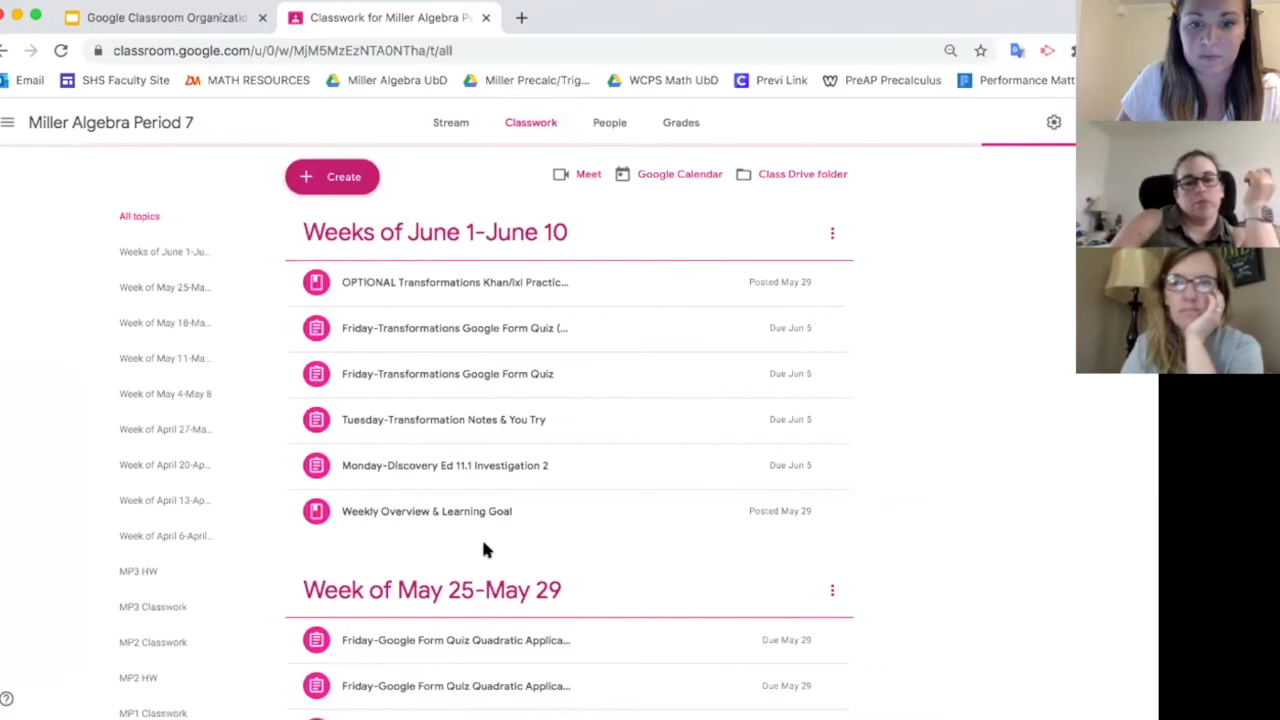 Google Classroom Organizatio
Classwork for Miller Algebra Pe
classroom.google.com/u/0/w/MjM5MzEzNTA0NTha/t/all
Email SHS Faculty Site MATH RESOURCES Miller Algebra UbD Miller Precalc/Trig... WCPS Math UbD Previ Link PreAP Precalculus Performance Matt
Miller Algebra Period 7
Stream Classwork People Grades
+ Create
Meet Google Calendar Class Drive folder
All topics
Weeks of June 1-Ju...
Week of May 25-Ma...
Week of May 18-Ma...
Week of May 11-Ma...
Week of May 4-May 8
Week of April 27-Ma...
Week of April 20-Ap...
Week of April 13-Ap...
Week of April 6-April...
MP3 HW
MP3 Classwork
MP2 Classwork
MP2 HW
MP1 Classwork
Weeks of June 1-June 10
OPTIONAL Transformations Khan/Ixl Practic... Posted May 29
Friday-Transformations Google Form Quiz (... Due Jun 5
Friday-Transformations Google Form Quiz Due Jun 5
Tuesday-Transformation Notes & You Try Due Jun 5
Monday-Discovery Ed 11.1 Investigation 2 Due Jun 5
Weekly Overview & Learning Goal Posted May 29
Week of May 25-May 29
Friday-Google Form Quiz Quadratic Applica... Due May 29
Friday-Google Form Quiz Quadratic Applica... Due May 29